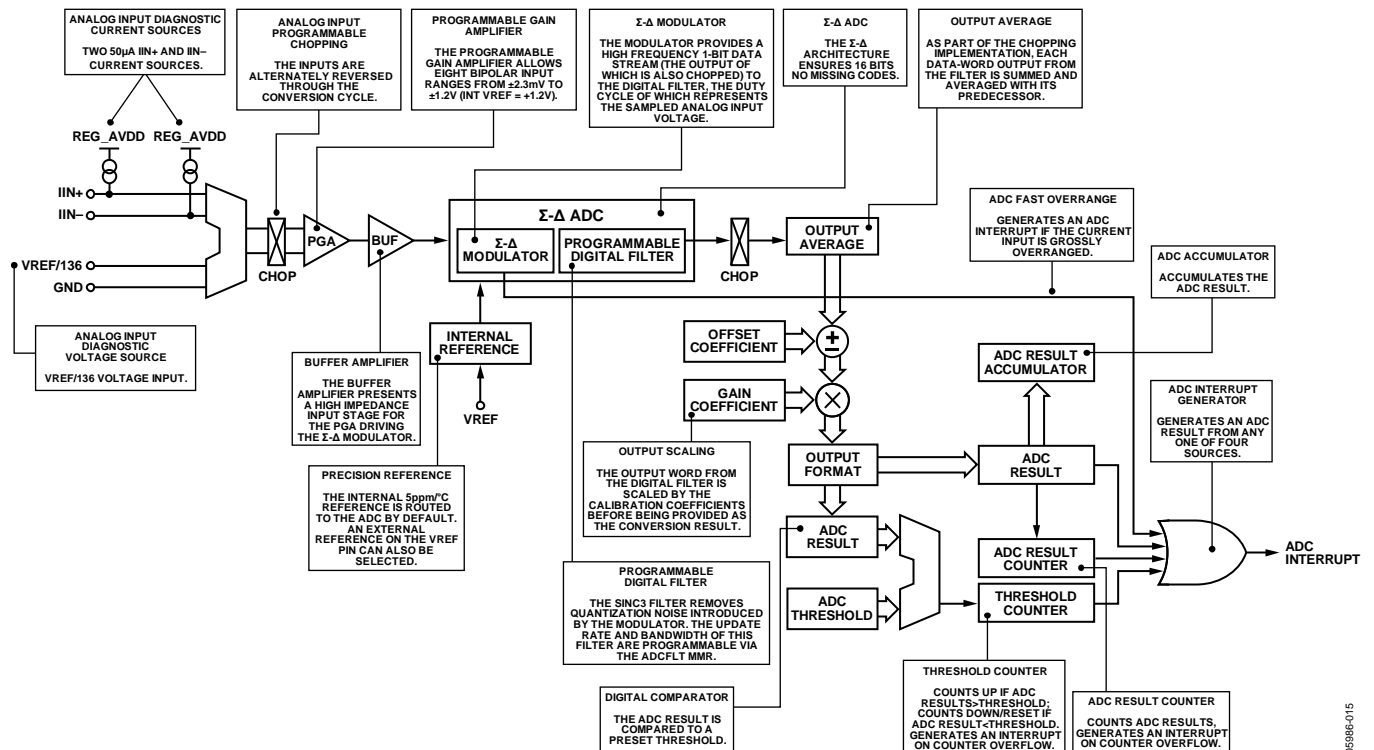 ANALOG INPUT DIAGNOSTIC
CURRENT SOURCES
TWO 50µA IIN+ AND IIN–
CURRENT SOURCES.
ANALOG INPUT
PROGRAMMABLE
CHOPPING
THE INPUTS ARE
ALTERNATELY REVERSED
THROUGH THE
CONVERSION CYCLE.
PROGRAMMABLE GAIN
AMPLIFIER
THE PROGRAMMABLE
GAIN AMPLIFIER ALLOWS
EIGHT BIPOLAR INPUT
RANGES FROM ±2.3mV TO
±1.2V (INT VREF = +1.2V).
Σ-Δ MODULATOR
THE MODULATOR PROVIDES A
HIGH FREQUENCY 1-BIT DATA
STREAM (THE OUTPUT OF
WHICH IS ALSO CHOPPED) TO
THE DIGITAL FILTER, THE DUTY
CYCLE OF WHICH REPRESENTS
THE SAMPLED ANALOG INPUT
VOLTAGE.
Σ-Δ ADC
THE Σ-Δ
ARCHITECTURE
ENSURES 16 BITS
NO MISSING CODES.
OUTPUT AVERAGE
AS PART OF THE CHOPPING
IMPLEMENTATION, EACH
DATA-WORD OUTPUT FROM
THE FILTER IS SUMMED AND
AVERAGED WITH ITS
PREDECESSOR.
REG_AVDD REG_AVDD
IIN+
IIN–
VREF/136
GND
CHOP
PGA
BUF
Σ-Δ ADC
Σ-Δ
MODULATOR
PROGRAMMABLE
DIGITAL FILTER
CHOP
OUTPUT
AVERAGE
ADC FAST OVERRANGE
GENERATES AN ADC
INTERRUPT IF THE CURRENT
INPUT IS GROSSLY
OVERRANGED.
ADC ACCUMULATOR
ACCUMULATES THE
ADC RESULT.
ANALOG INPUT
DIAGNOSTIC
VOLTAGE SOURCE
VREF/136 VOLTAGE INPUT.
BUFFER AMPLIFIER
THE BUFFER
AMPLIFIER PRESENTS
A HIGH IMPEDANCE
INPUT STAGE FOR
THE PGA DRIVING
THE Σ-Δ MODULATOR.
INTERNAL
REFERENCE
VREF
OFFSET
COEFFICIENT
+
–
GAIN
COEFFICIENT
×
ADC RESULT
ACCUMULATOR
ADC INTERRUPT
GENERATOR
GENERATES AN ADC
RESULT FROM ANY
ONE OF FOUR
SOURCES.
PRECISION REFERENCE
THE INTERNAL 5ppm/°C
REFERENCE IS ROUTED
TO THE ADC BY DEFAULT.
AN EXTERNAL
REFERENCE ON THE VREF
PIN CAN ALSO BE
SELECTED.
OUTPUT SCALING
THE OUTPUT WORD FROM
THE DIGITAL FILTER IS
SCALED BY THE
CALIBRATION COEFFICIENTS
BEFORE BEING PROVIDED AS
THE CONVERSION RESULT.
OUTPUT
FORMAT
ADC
RESULT
ADC
RESULT
ADC RESULT
COUNTER
ADC
INTERRUPT
PROGRAMMABLE
DIGITAL FILTER
THE SINC3 FILTER REMOVES
QUANTIZATION NOISE INTRODUCED
BY THE MODULATOR. THE UPDATE
RATE AND BANDWIDTH OF THIS
FILTER ARE PROGRAMMABLE VIA
THE ADCFLT MMR.
ADC
THRESHOLD
THRESHOLD
COUNTER
DIGITAL COMPARATOR
THE ADC RESULT IS
COMPARED TO A
PRESET THRESHOLD.
THRESHOLD COUNTER
COUNTS UP IF ADC
RESULTS>THRESHOLD;
COUNTS DOWN/RESET IF
ADC RESULT<THRESHOLD.
GENERATES AN INTERRUPT
ON COUNTER OVERFLOW.
ADC RESULT COUNTER
COUNTS ADC RESULTS,
GENERATES AN INTERRUPT
ON COUNTER OVERFLOW.
05986-015